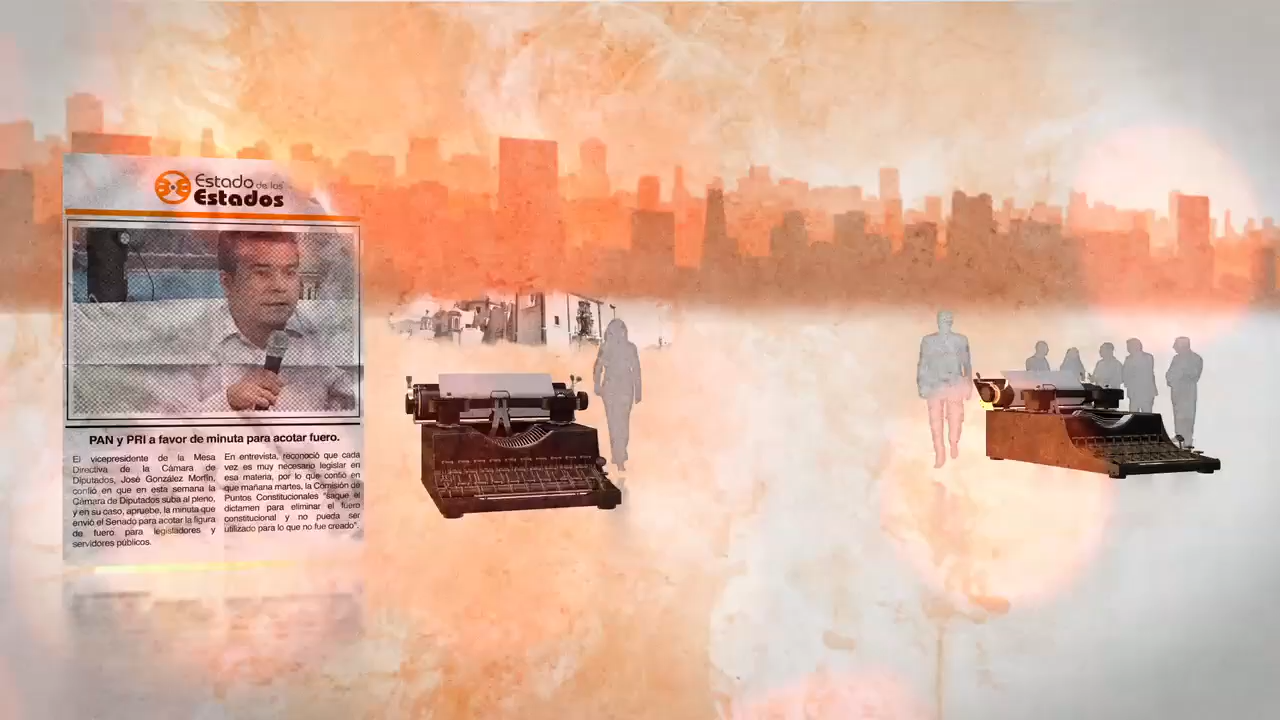 Estado de los
Estados
PAN y PRI a favor de minuta para acotar fuero.
El vicepresidente de la Mesa
Directiva de la Cámara de
Diputados, José González Morfín,
confió en que en esta semana la
Cámara de Diputados suba al pleno,
y en su caso, apruebe, la minuta que
envió el Senado para acotar la figura
de fuero para legisladores y
servidores públicos.
En entrevista, reconoció que cada
vez es muy necesario legislar en
esa materia, por lo que confió en
que mañana martes, la Comisión de
Puntos Constitucionales "saque el
dictamen para eliminar el fuero
constitucional y no pueda ser
utilizado para lo que no fue creado".